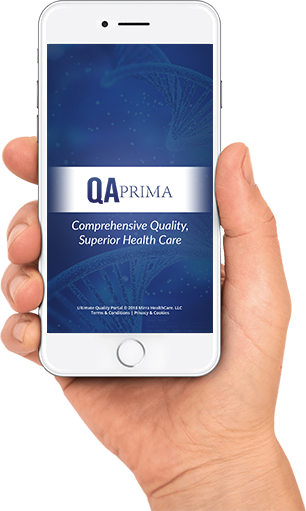 QAPRIMA
Comprehensive Quality,
Superior Health Care
Ultimate Quality Portal © 2018 Mirra HealthCare, LLC
Terms & Conditions | Privacy & Cookies